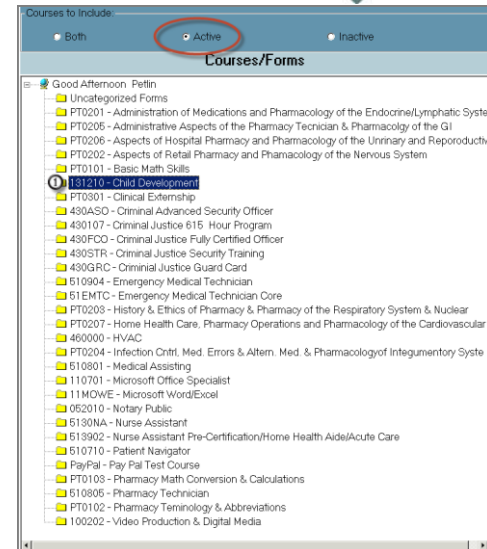 Courses to Include:
Both Active Inactive
Courses/Forms
Good Afternoon Petlin
Uncategorized Forms
PT0201 - Administration of Medications and Pharmacology of the Endocrine/Lymphatic Syste
PT0205 - Administrative Aspects of the Pharmacy Tecnician & Pharmacolgy of the GI
PT0206 - Aspects of Hospital Pharmacy and Pharmacology of the Unrinary and Reporoductiv
PT0202 - Aspects of Retail Pharmacy and Phamacology of the Nervous System
PT0101 - Basic Math Skills
1 131210 - Child Development
PT0301 - Clinical Externship
430ASO - Criminal Advanced Security Officer
430107 - Criminal Justice 615 Hour Program
430FCO - Criminal Justice Fully Certified Officer
430STR - Criminal Justice Security Training
430GRC - Criminial Justice Guard Card
510904 - Emergency Medical Technician
51EMTC - Emergency Medical Technician Core
PT0203 - History & Ethics of Pharmacy & Pharmacy of the Respiratory System & Nuclear
PT0207 - Home Health Care, Pharmacy Operations and Pharmacology of the Cardiovascular
460000 - HVAC
PT0204 - Infection Cntrl, Med. Errors & Altern. Med. & Pharmacologyof Integumentory Syste
510801 - Medical Assisting
110701 - Microsoft Office Specialist
11MOWE - Microsoft Word/Excel
052010 - Notary Public
5130NA - Nurse Assistant
513902 - Nurse Assistant Pre-Certification/Home Health Aide/Acute Care
510710 - Patient Navigator
PayPal - Pay Pal Test Course
PT0103 - Pharmacy Math Conversion & Calculations
510805 - Pharmacy Technician
PT0102 - Pharmacy Teminology & Abbreviations
100202 - Video Production & Digital Media